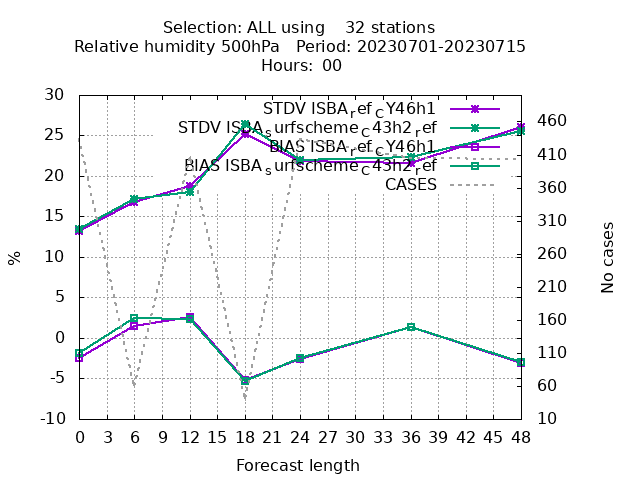 Selection: ALL using 32 stations
Relative humidity 500hPa Period: 20230701-20230715
Hours: 00
STDV ISBA_ref_CY46h1
STDV ISBA_surfscheme_C43h2_ref
BIAS ISBA_ref_CY46h1
BIAS ISBA_surfscheme_C43h2_ref
CASES
30
25
20
15
10
5
0
-5
-10
%
460
410
360
310
260
210
160
110
60
10
No cases
0 3 6 9 12 15 18 21 24 27 30 33 36 39 42 45 48
Forecast length